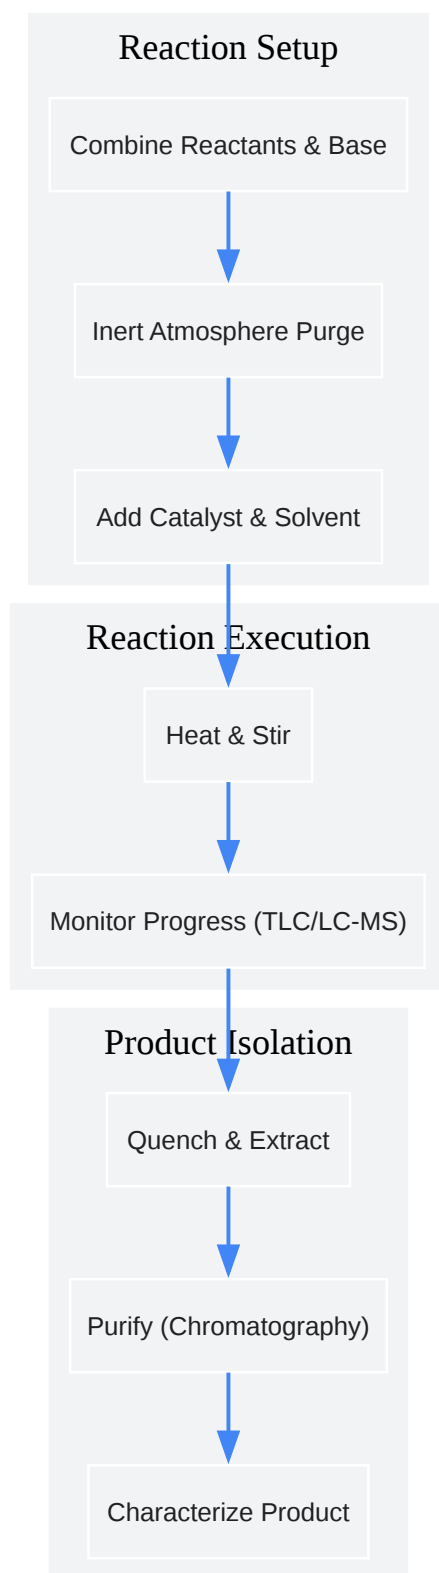 Reaction Setup
Combine Reactants & Base
Inert Atmosphere Purge
Add Catalyst & Solvent
Reaction Execution
Heat & Stir
Monitor Progress (TLC/LC-MS)
Product Isolation
Quench & Extract
Purify (Chromatography)
Characterize Product